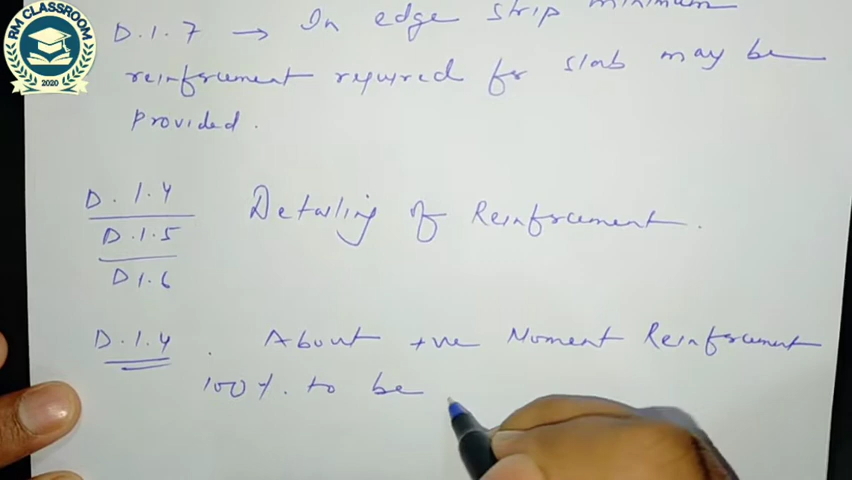 RM CLASSROOM
2020
D.1.7 → In edge strip minimum
reinforcement required for slab may be
provided.
D.1.4 Detailing of Reinforcement.
D.1.5
D1.6
D.1.4. About +ve Moment Reinforcement
100%. to be